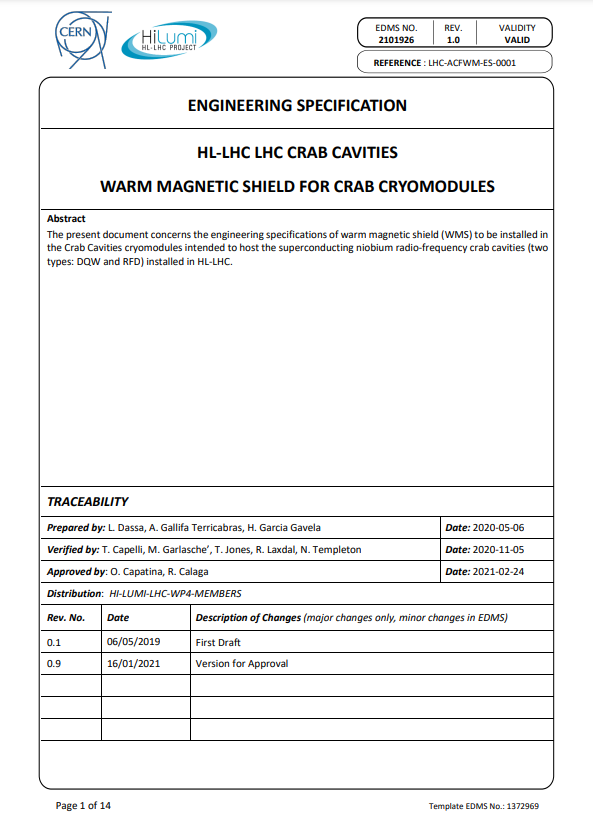 CERN
HiLumi
HL-LHC PROJECT
EDMS NO. REV. VALIDITY
2101926 1.0 VALID
REFERENCE : LHC-ACFWM-ES-0001
ENGINEERING SPECIFICATION
HL-LHC LHC CRAB CAVITIES
WARM MAGNETIC SHIELD FOR CRAB CRYOMODULES
Abstract
The present document concerns the engineering specifications of warm magnetic shield (WMS) to be installed in
the Crab Cavities cryomodules intended to host the superconducting niobium radio-frequency crab cavities (two
types: DQW and RFD) installed in HL-LHC.
TRACEABILITY
Prepared by: L. Dassa, A. Gallifa Terricabras, H. Garcia Gavela Date: 2020-05-06
Verified by: T. Capelli, M. Garlasche’, T. Jones, R. Laxdal, N. Templeton Date: 2020-11-05
Approved by: O. Capatina, R. Calaga Date: 2021-02-24
Distribution: HI-LUMI-LHC-WP4-MEMBERS
Rev. No. Date Description of Changes (major changes only, minor changes in EDMS)
0.1 06/05/2019 First Draft
0.9 16/01/2021 Version for Approval
Page 1 of 14 Template EDMS No.: 1372969